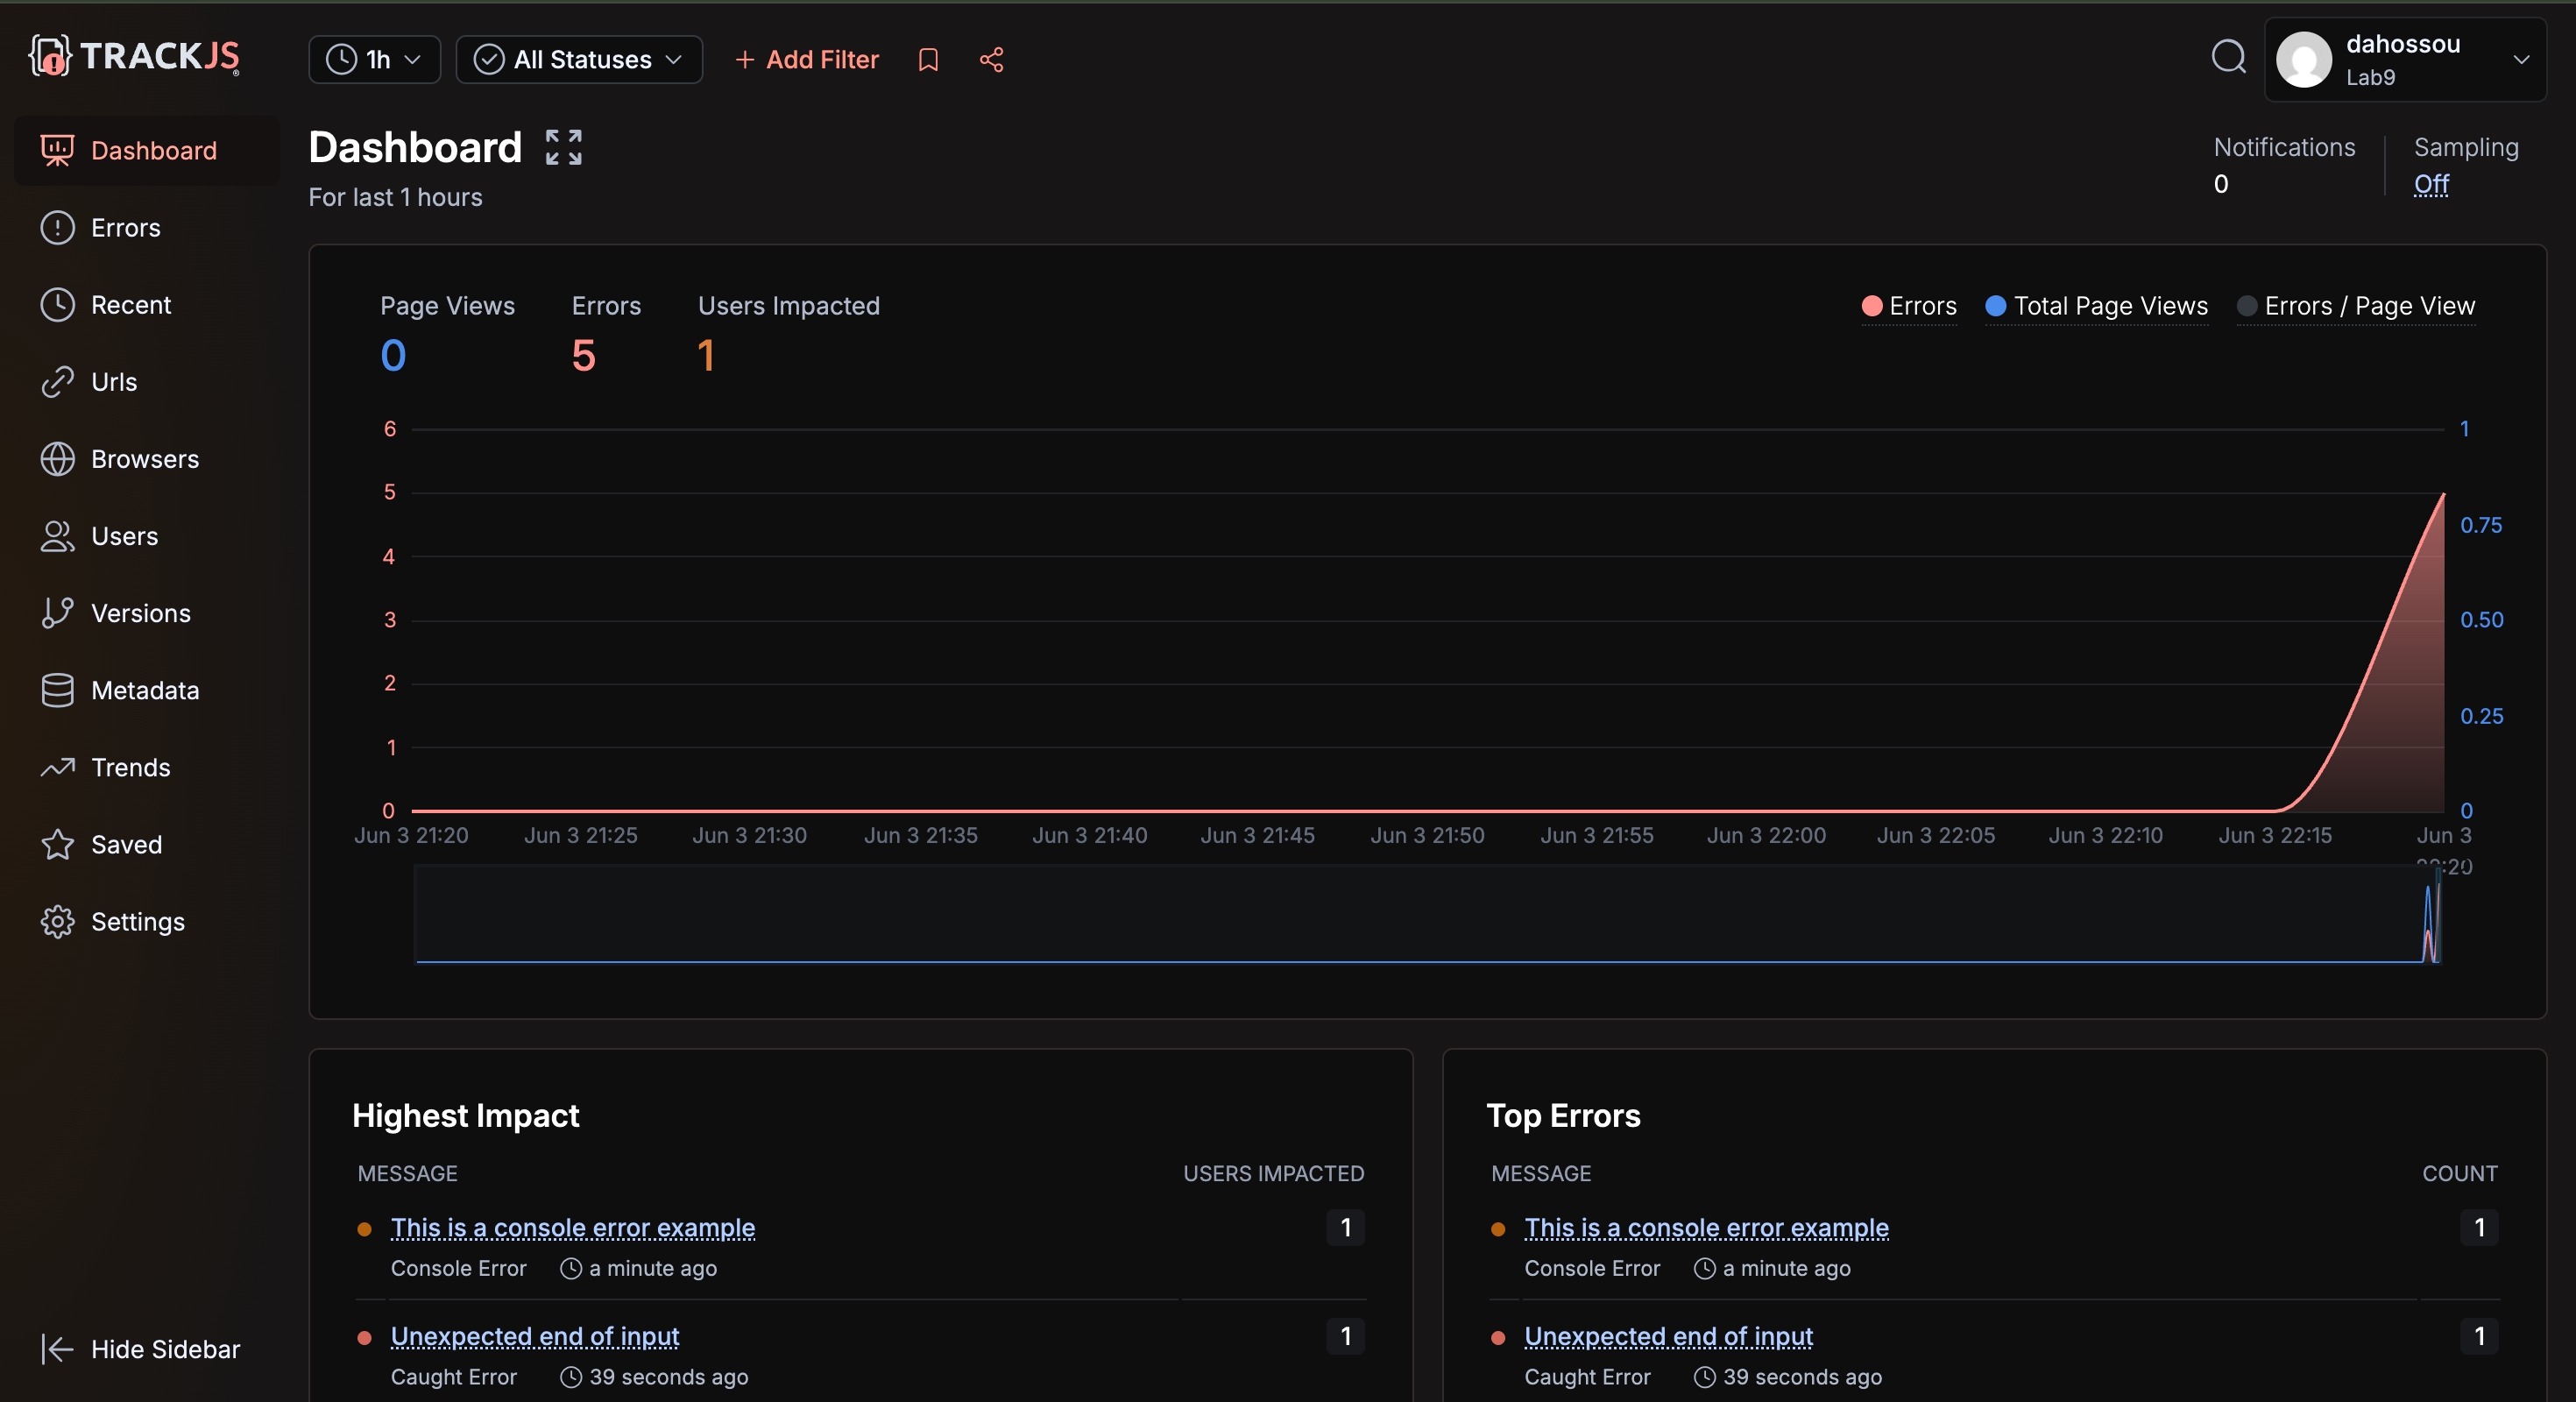 TRACKJS
1h
All Statuses
+ Add Filter
dahossou
Lab9
Dashboard
Errors
Recent
Urls
Browsers
Users
Versions
Metadata
Trends
Saved
Settings
Hide Sidebar
Dashboard
For last 1 hours
Notifications
0
Sampling
Off
Page Views
0
Errors
5
Users Impacted
1
Errors
Total Page Views
Errors / Page View
6
5
4
3
2
1
0
1
0.75
0.50
0.25
0
Jun 3 21:20
Jun 3 21:25
Jun 3 21:30
Jun 3 21:35
Jun 3 21:40
Jun 3 21:45
Jun 3 21:50
Jun 3 21:55
Jun 3 22:00
Jun 3 22:05
Jun 3 22:10
Jun 3 22:15
Jun 3
22:20
Highest Impact
MESSAGE USERS IMPACTED
This is a console error example 1
Console Error a minute ago
Unexpected end of input 1
Caught Error 39 seconds ago
Top Errors
MESSAGE COUNT
This is a console error example 1
Console Error a minute ago
Unexpected end of input 1
Caught Error 39 seconds ago